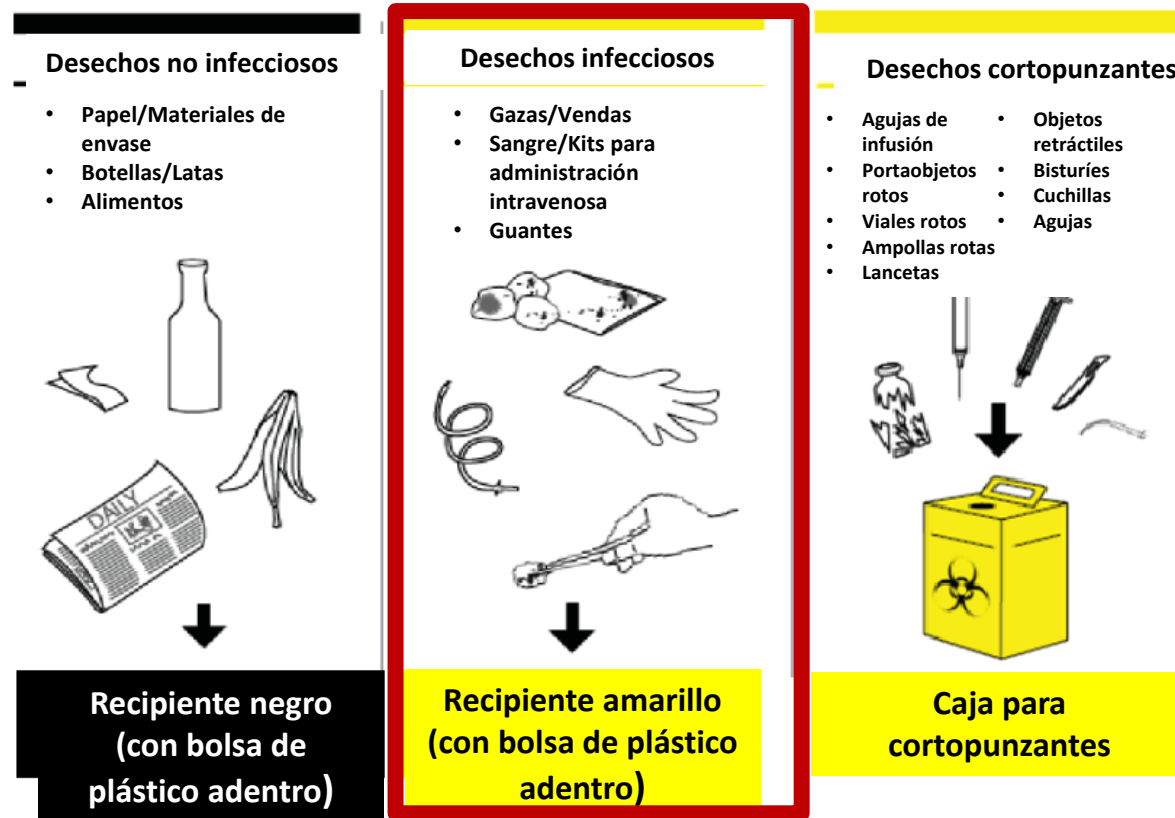 Desechos no infecciosos
• Papel/Materiales de
envase
• Botellas/Latas
• Alimentos
DAILY
Recipiente negro
(con bolsa de
plástico adentro)
Desechos infecciosos
• Gazas/Vendas
• Sangre/Kits para
administración
intravenosa
• Guantes
Recipiente amarillo
(con bolsa de plástico
adentro)
Desechos cortopunzantes
• Agujas de
infusión
• Portaobjetos
rotos
• Viales rotos
• Ampollas rotas
• Lancetas
• Objetos
retráctiles
• Bisturíes
• Cuchillas
• Agujas
Caja para
cortopunzantes